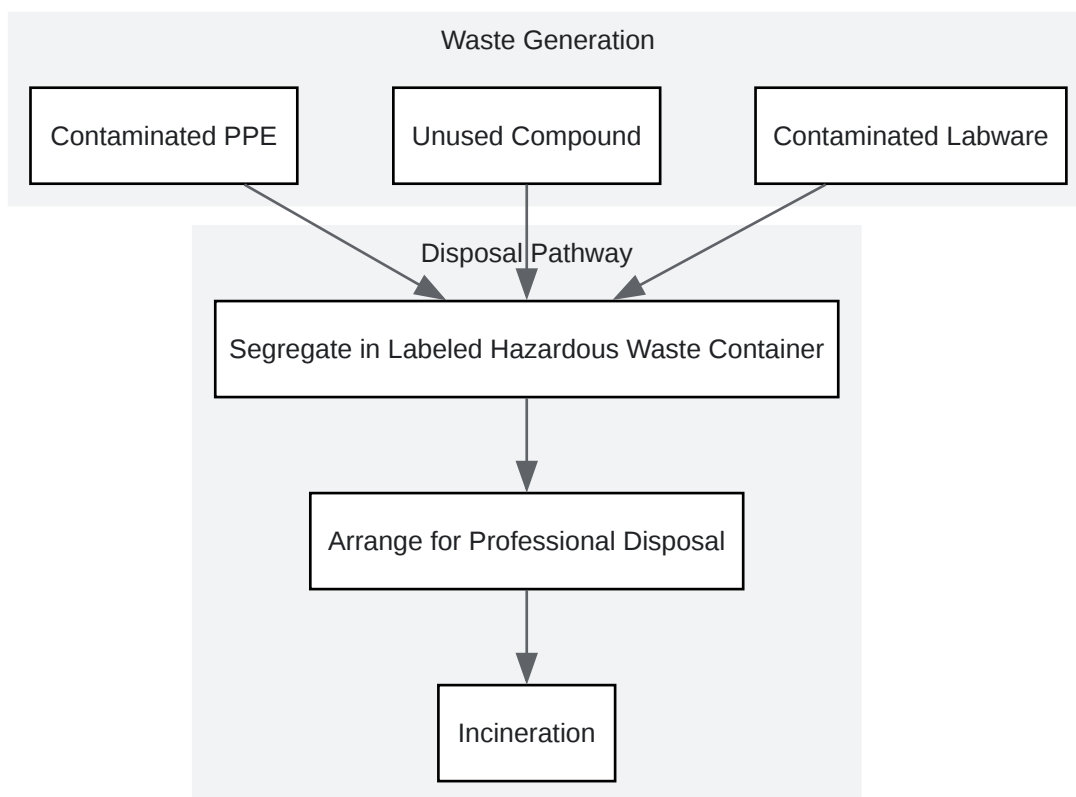 Waste Generation
Contaminated PPE
Unused Compound
Contaminated Labware
Disposal Pathway
Segregate in Labeled Hazardous Waste Container
Arrange for Professional Disposal
Incineration